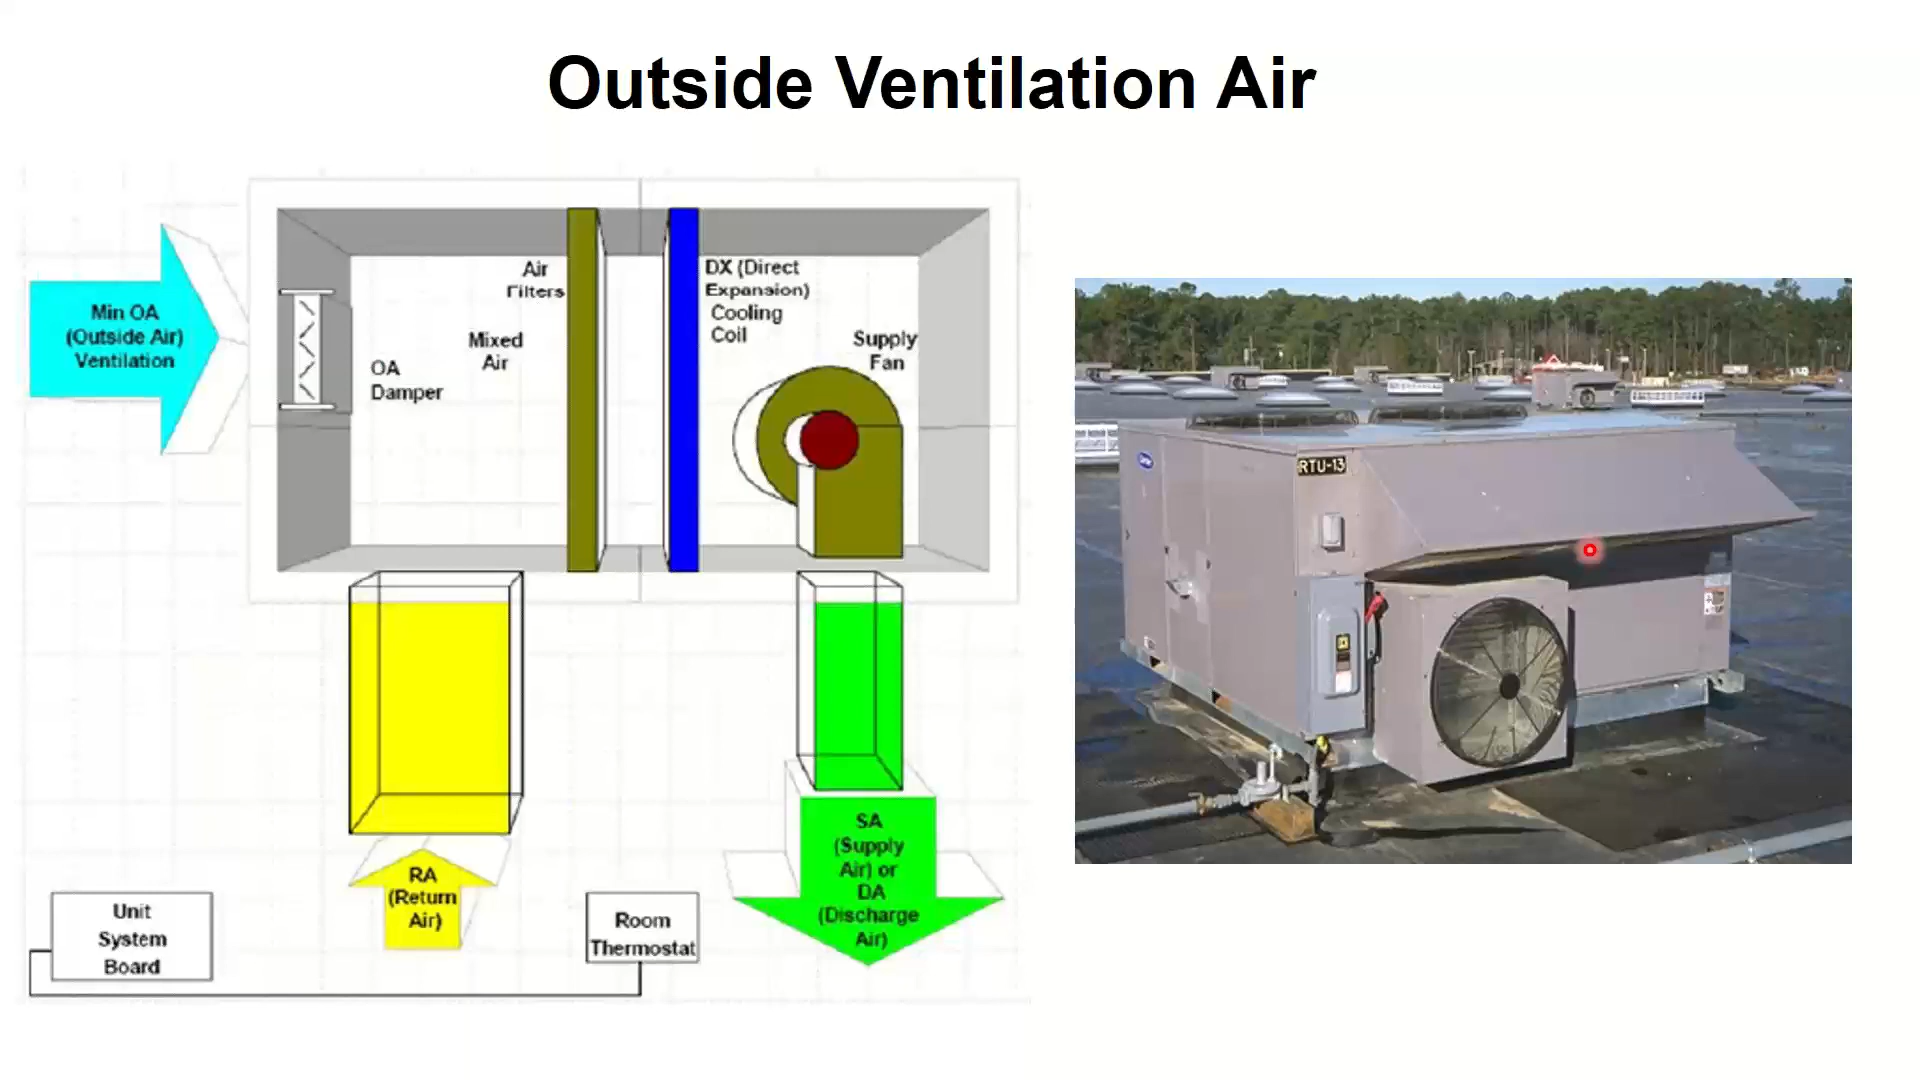 Outside Ventilation Air
Min OA
(Outside Air)
Ventilation
OA
Damper
Mixed
Air
Air
Filters
DX (Direct
Expansion)
Cooling
Coil
Supply
Fan
RA
(Return
Air)
SA
(Supply
Air) or
DA
(Discharge
Air)
Unit
System
Board
Room
Thermostat
RTU-13